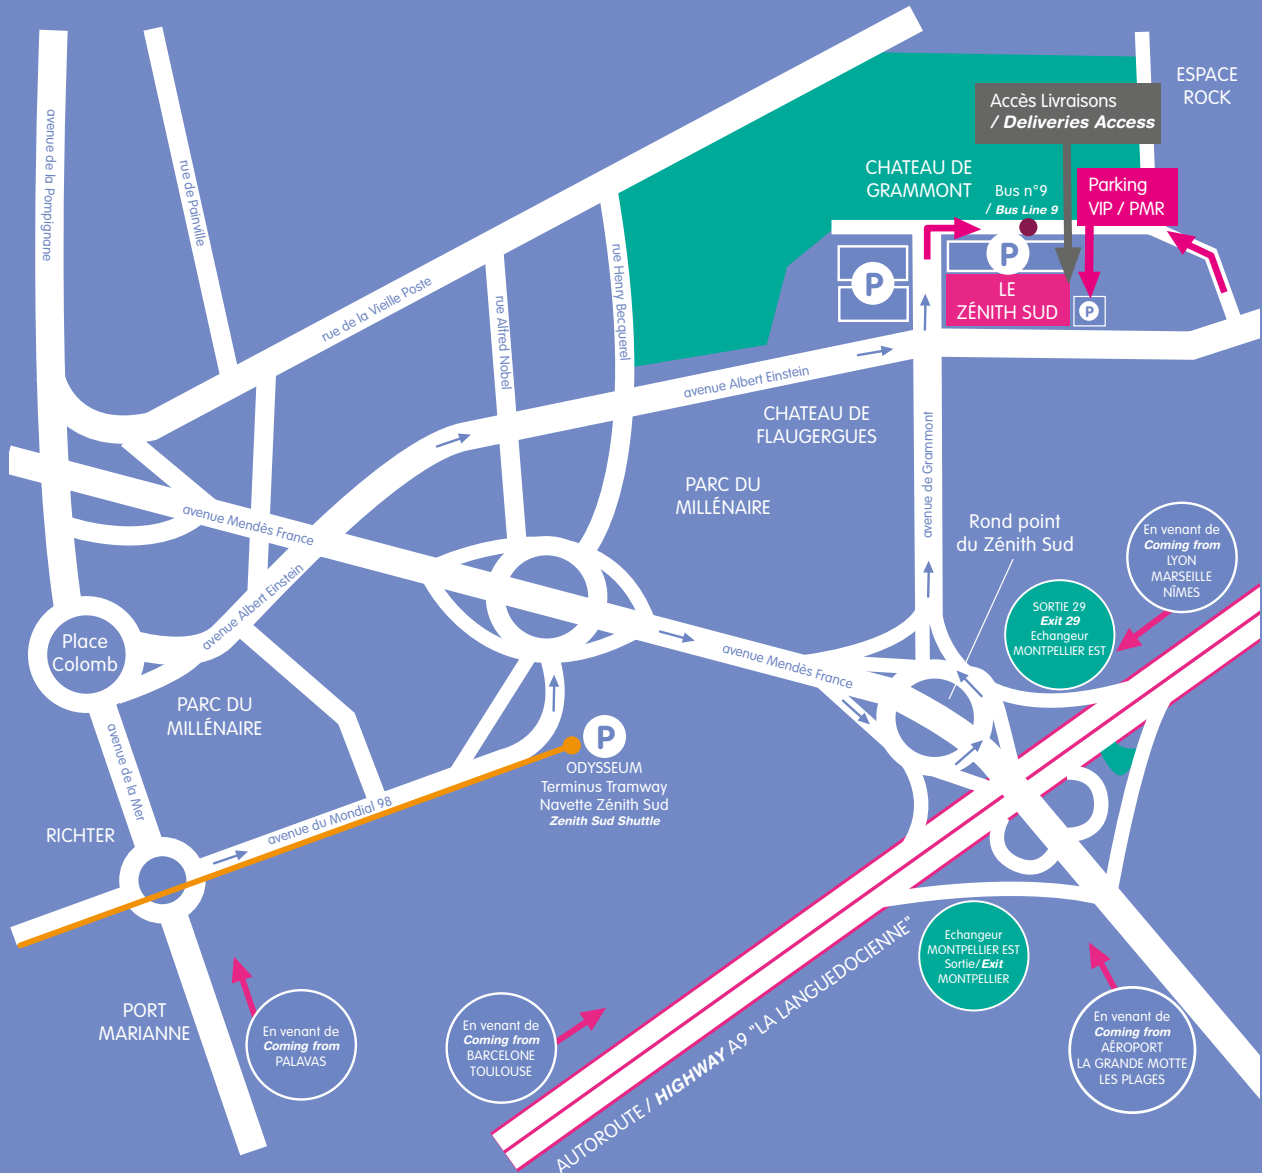 ESPACE
ROCK
Accès Livraisons
/ Deliveries Access
CHATEAU DE
GRAMMONT
Bus n°9
/ Bus Line 9
Parking
VIP / PMR
P
P
P
LE
ZÉNITH SUD
avenue de la Pompignane
rue de Painville
rue de la Vieille Poste
rue Alfred Nobel
rue Henry Becquerel
avenue Albert Einstein
CHATEAU DE
FLAUGERGUES
PARC DU
MILLÉNAIRE
avenue de Grammont
Rond point
du Zénith Sud
En venant de
Coming from
LYON
MARSEILLE
NÎMES
SORTIE 29
Exit 29
Echangeur
MONTPELLIER EST
avenue Mendès France
avenue Albert Einstein
avenue Mendès France
Place
Colomb
PARC DU
MILLÉNAIRE
avenue de la Mer
P
ODYSSEUM
Terminus Tramway
Navette Zénith Sud
Zenith Sud Shuttle
RICHTER
avenue du Mondial 98
Echangeur
MONTPELLIER EST
Sortie/Exit
MONTPELLIER
PORT
MARIANNE
En venant de
Coming from
PALAVAS
En venant de
Coming from
BARCELONE
TOULOUSE
AUTOROUTE / HIGHWAY A9 "LA LANGUEDOCIENNE"
En venant de
Coming from
AÉROPORT
LA GRANDE MOTTE
LES PLAGES